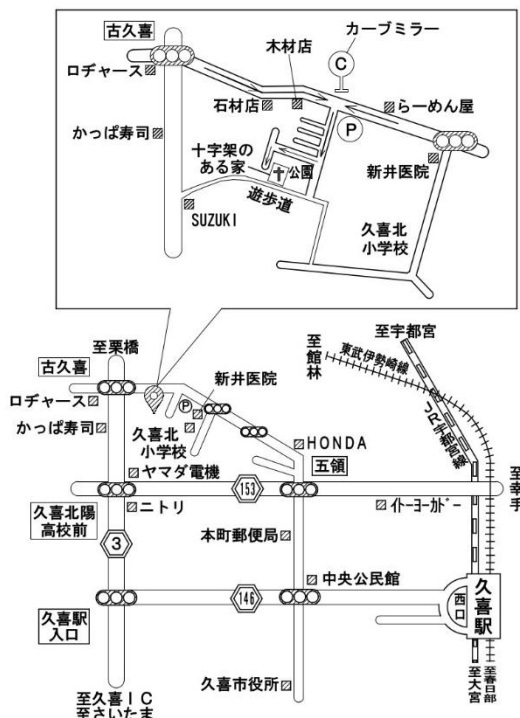 古久喜
ロヂャース
木材店
カーブミラー
C
石材店
らーめん屋
P
かっぱ寿司
十字架の
ある家
公園
新井医院
遊歩道
SUZUKI
久喜北
小学校
至栗橋
古久喜
新井医院
P
ロヂャース
かっぱ寿司
久喜北
小学校
ヤマダ電機
HONDA
五領
至宇都宮
至館林
東武伊勢崎線
JR宇都宮線
至幸手
153
久喜北陽
高校前
ニトリ
イトーヨーカドー
3
本町郵便局
中央公民館
146
久喜駅
入口
西口
久喜駅
久喜市役所
至久喜IC
至さいたま
至大宮
至春日部